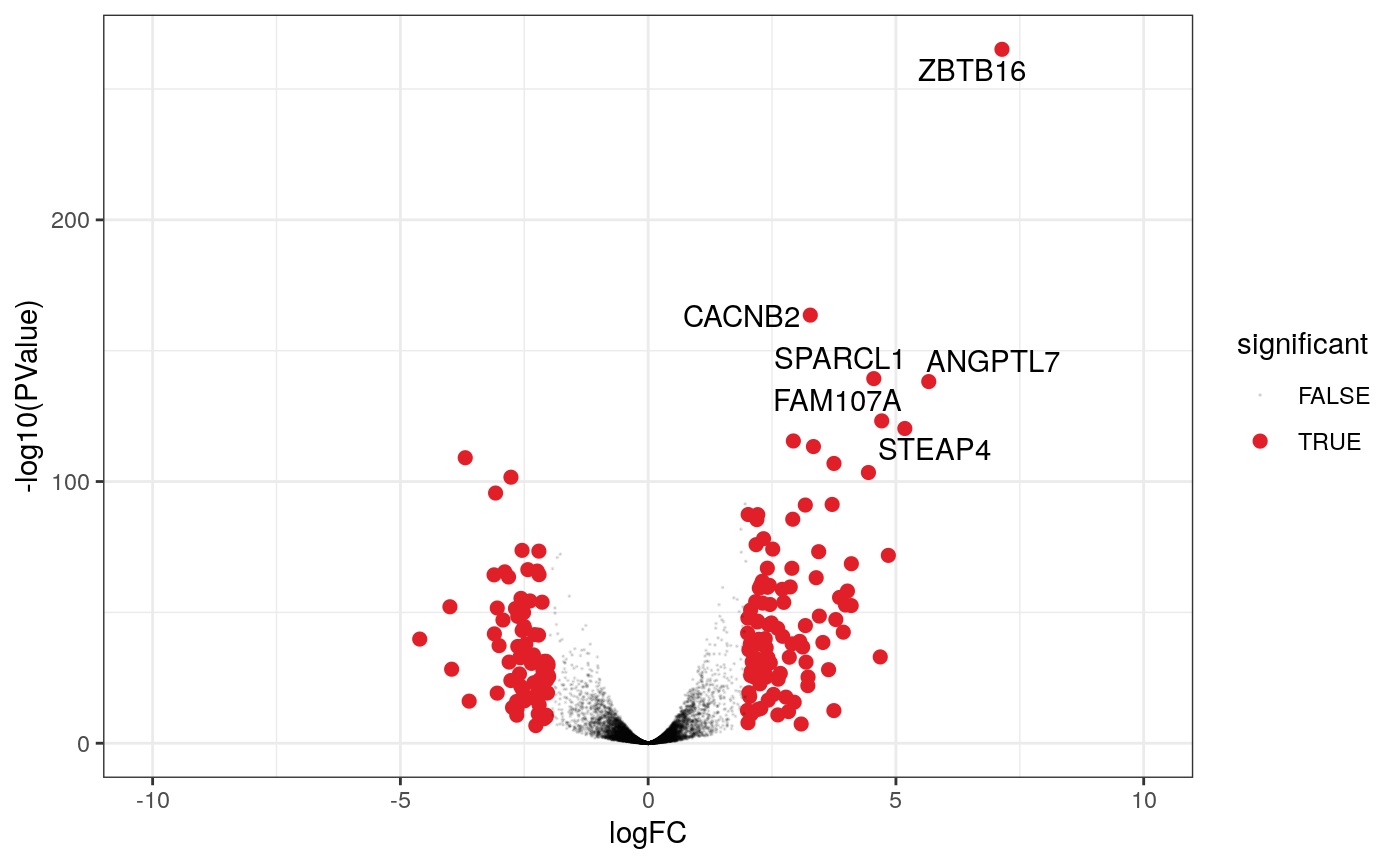 ZBTB16
CACNB2
SPARCL1
ANGPTL7
FAM107A
STEAP4
200
100
0
-log10(PValue)
-10
-5
0
5
10
logFC
significant
FALSE
TRUE